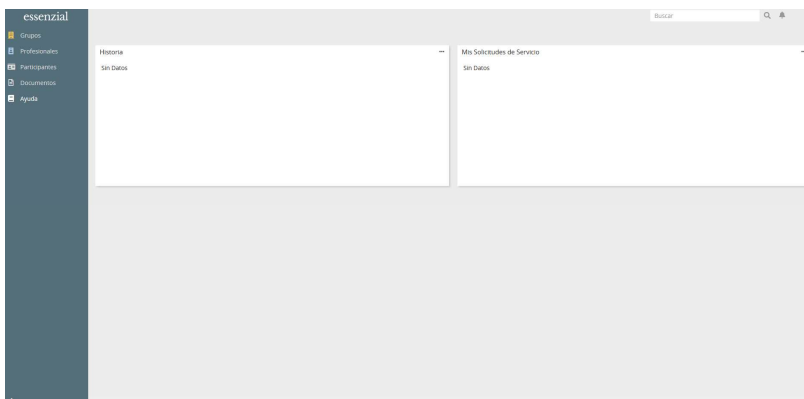 essenzial
Buscar
Grupos
Profesionales
Participantes
Documentos
Ayuda
Historia
Sin Datos
Mis Solicitudes de Servicio
Sin Datos